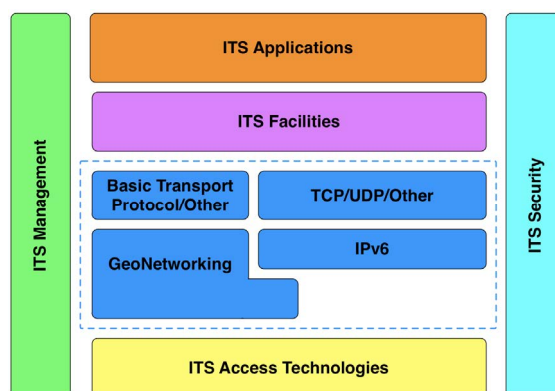 ITS Applications
ITS Facilities
ITS Management
Basic Transport
Protocol/Other
TCP/UDP/Other
GeoNetworking
IPv6
ITS Security
ITS Access Technologies